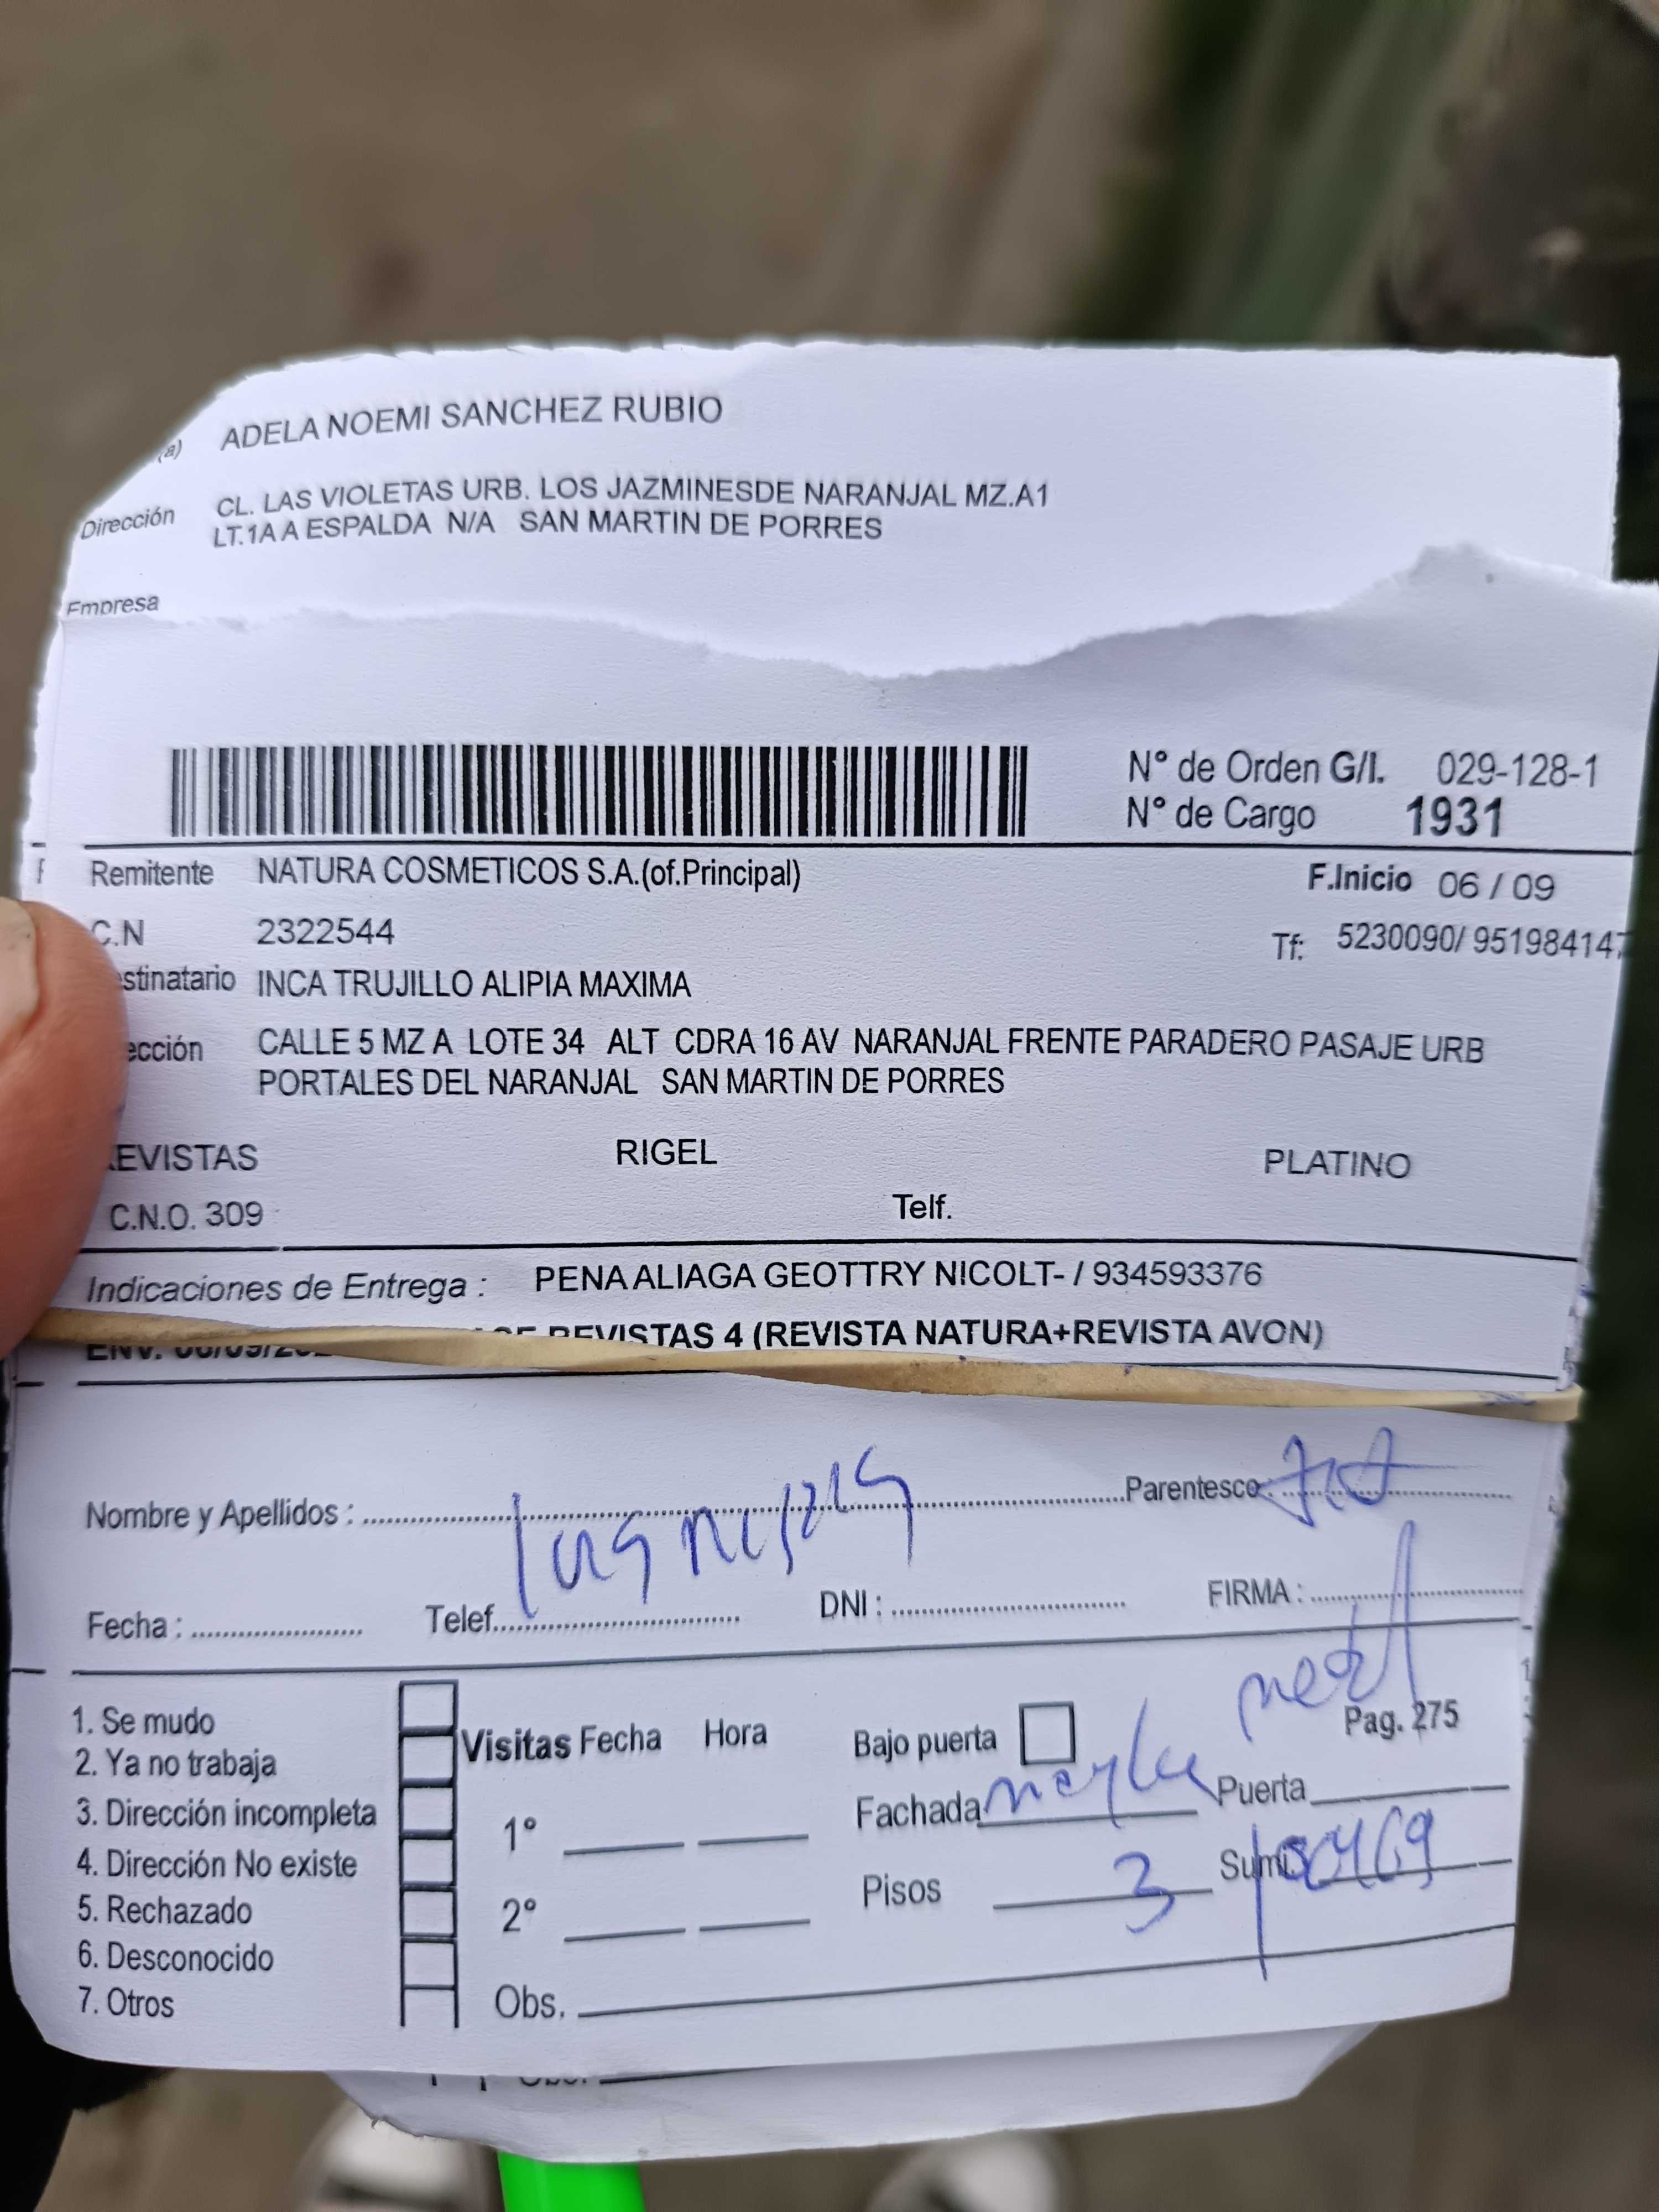 (a) ADELA NOEMI SANCHEZ RUBIO
Dirección CL. LAS VIOLETAS URB. LOS JAZMINESDE NARANJAL MZ.A1
LT.1A A ESPALDA N/A SAN MARTIN DE PORRES
Empresa
N° de Orden G/I. 029-128-1
N° de Cargo 1931
Remitente NATURA COSMETICOS S.A.(of.Principal) F.Inicio 06 / 09
C.N 2322544 Tf: 5230090/ 951984147
stinatario INCA TRUJILLO ALIPIA MAXIMA
ección CALLE 5 MZ A LOTE 34 ALT CDRA 16 AV NARANJAL FRENTE PARADERO PASAJE URB
PORTALES DEL NARANJAL SAN MARTIN DE PORRES
EVISTAS RIGEL PLATINO
C.N.O. 309 Telf.
Indicaciones de Entrega : PENA ALIAGA GEOTTRY NICOLT- / 934593376
ENV. REVISTAS 4 (REVISTA NATURA+REVISTA AVON)
Nombre y Apellidos : Parentesco :
Fecha : Telef. DNI : FIRMA :
1. Se mudo
2. Ya no trabaja
3. Dirección incompleta
4. Dirección No existe
5. Rechazado
6. Desconocido
7. Otros
Visitas Fecha Hora
1°
2°
Obs.
Bajo puerta Pag. 275
Fachada Puerta
Pisos 3 Sumi.